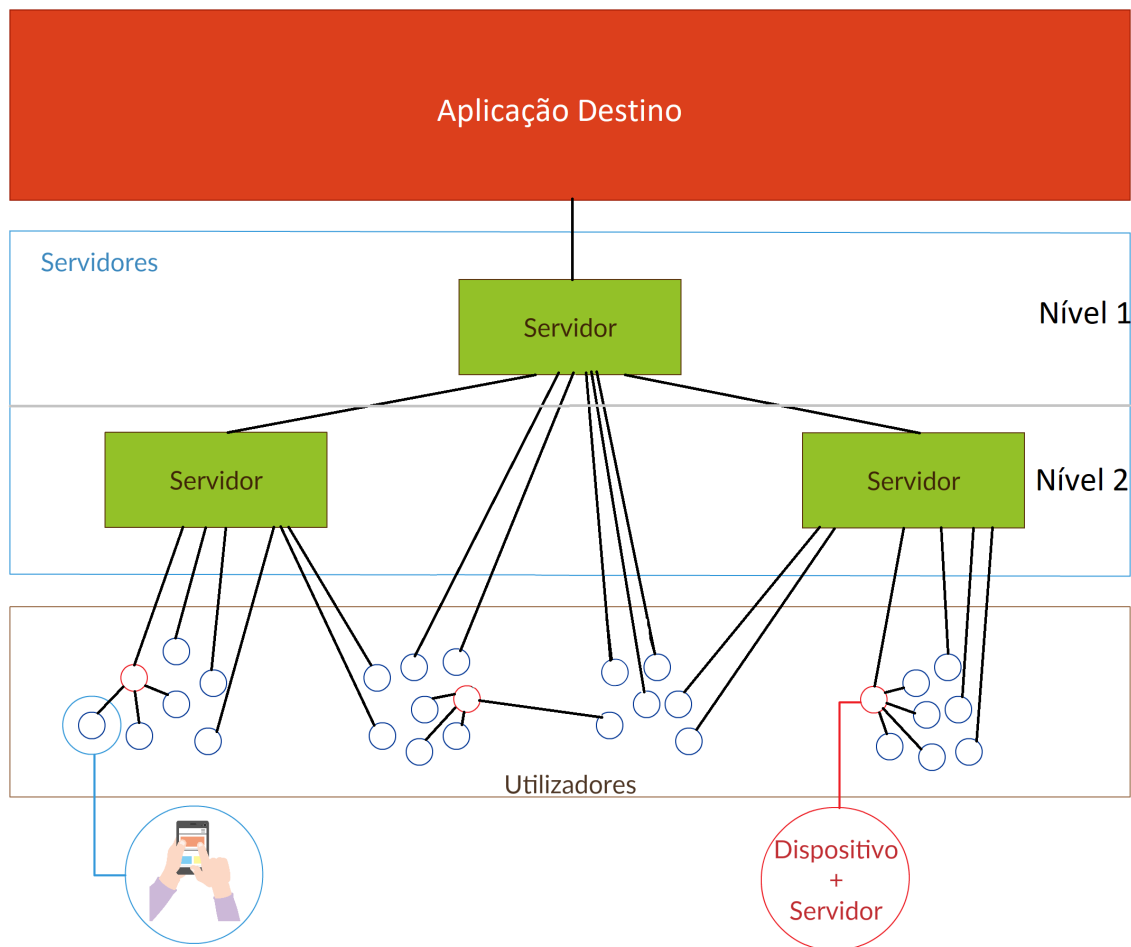 Aplicação Destino
Servidores
Servidor
Nível 1
Servidor
Servidor
Nível 2
Utilizadores
Dispositivo
+
Servidor